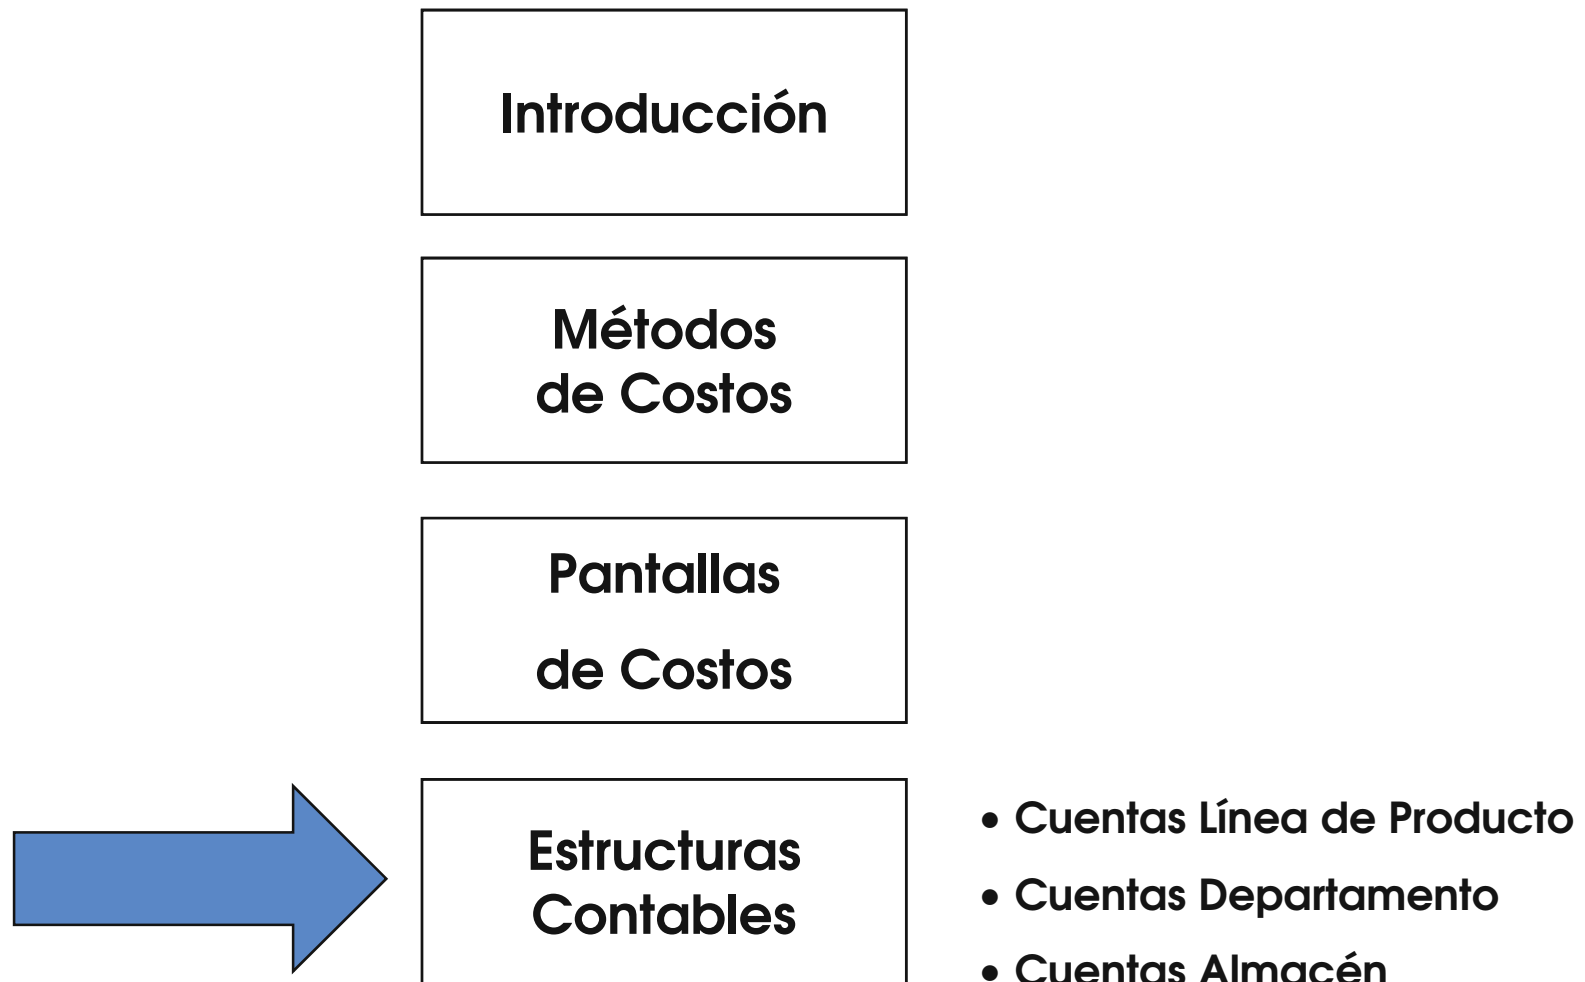 Introducción
Métodos
de Costos
Pantallas
de Costos
Estructuras
Contables
• Cuentas Línea de Producto
• Cuentas Departamento
• Cuentas Almacén